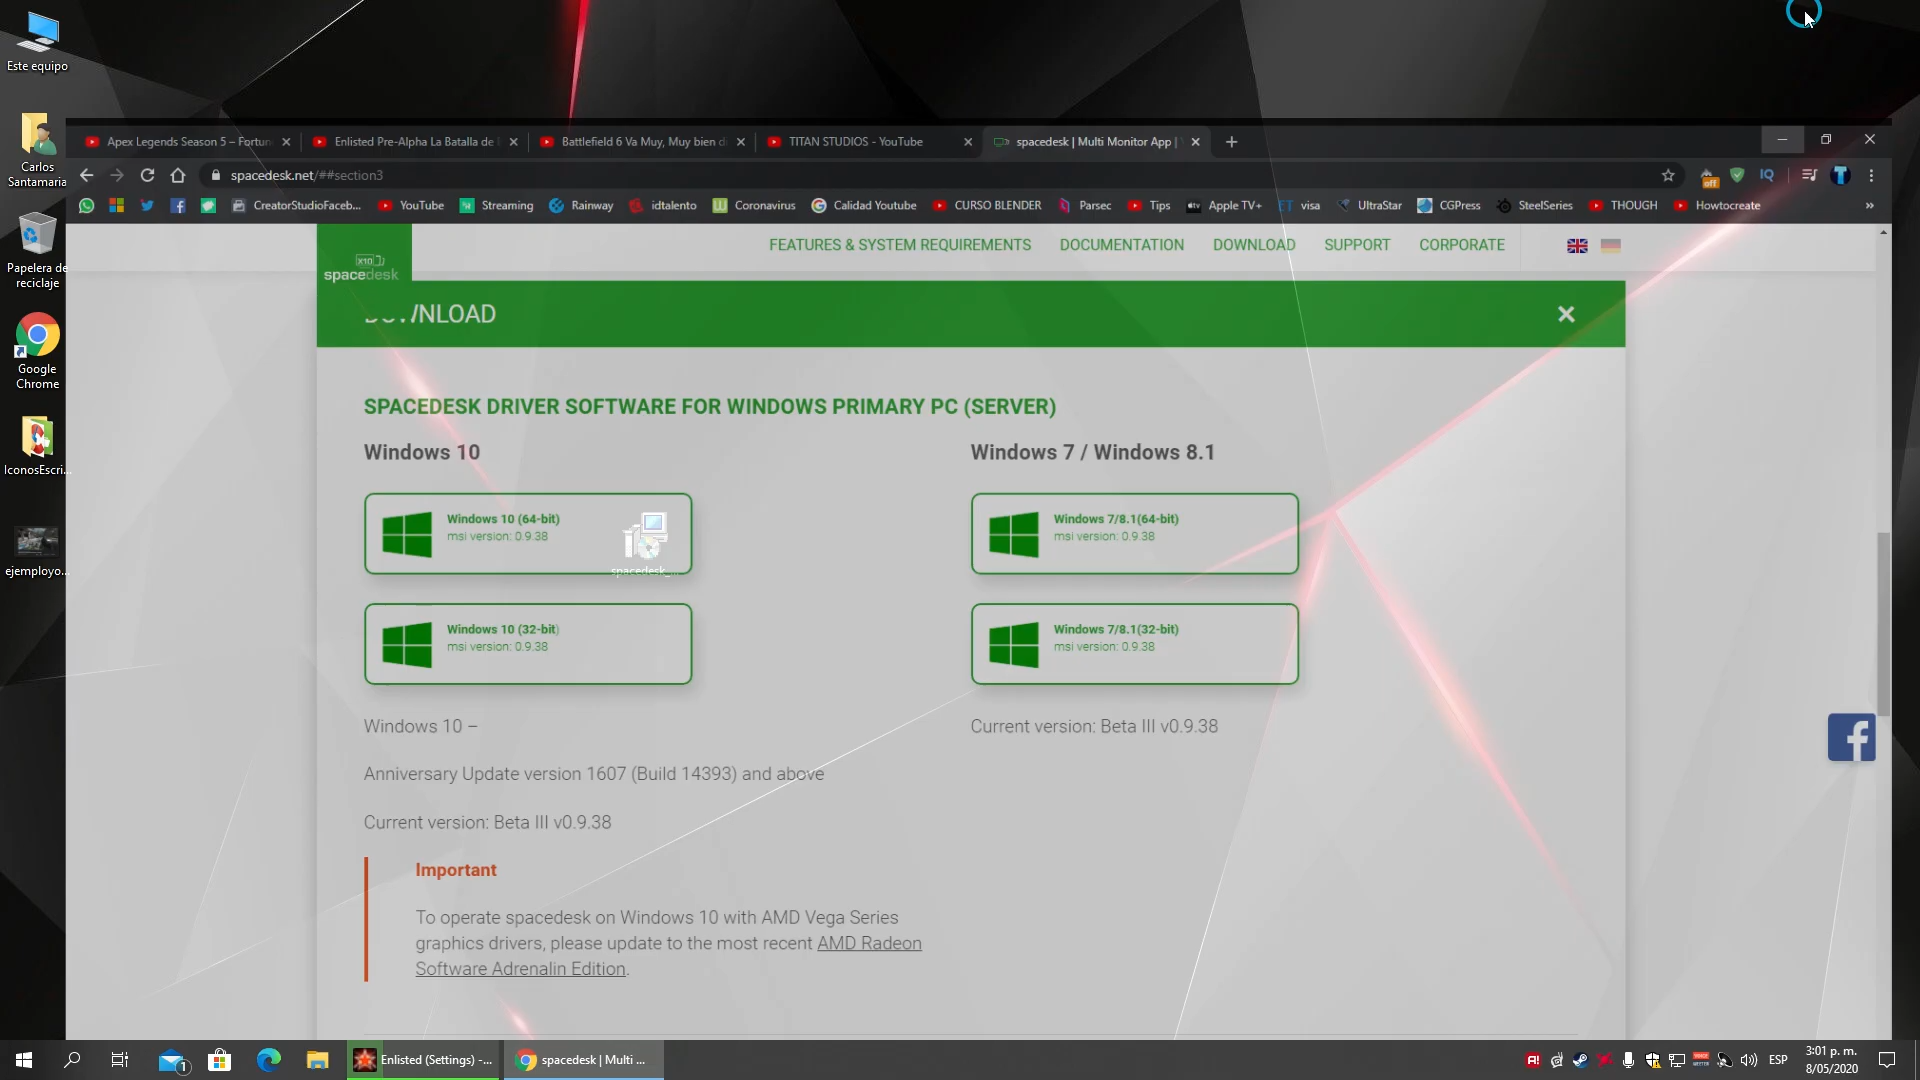 Este equipo
Carlos
Santamaria
Papelera de
reciclaje
Google
Chrome
IconosEscri...
ejemployo...
Apex Legends Season 5 – Fortun
Enlisted Pre-Alpha La Batalla de
Battlefield 6 Va Muy, Muy bien d
TITAN STUDIOS - YouTube
spacedesk | Multi Monitor App |
spacedesk.net/##section3
off
IQ
CreatorStudioFaceb...
YouTube
Streaming
Rainway
idtalento
Coronavirus
Calidad Youtube
CURSO BLENDER
Parsec
Tips
Apple TV+
visa
UltraStar
CGPress
SteelSeries
THOUGH
Howtocreate
spacedesk
FEATURES & SYSTEM REQUIREMENTS
DOCUMENTATION
DOWNLOAD
SUPPORT
CORPORATE
DOWNLOAD
SPACEDESK DRIVER SOFTWARE FOR WINDOWS PRIMARY PC (SERVER)
Windows 10
Windows 7 / Windows 8.1
Windows 10 (64-bit)
msi version: 0.9.38
spacedesk_...
Windows 7/8.1(64-bit)
msi version: 0.9.38
Windows 10 (32-bit)
msi version: 0.9.38
Windows 7/8.1(32-bit)
msi version: 0.9.38
Windows 10 –
Current version: Beta III v0.9.38
Anniversary Update version 1607 (Build 14393) and above
Current version: Beta III v0.9.38
Important
To operate spacedesk on Windows 10 with AMD Vega Series
graphics drivers, please update to the most recent AMD Radeon
Software Adrenalin Edition.
1
Enlisted (Settings) -...
spacedesk | Multi ...
ESP
3:01 p. m.
8/05/2020